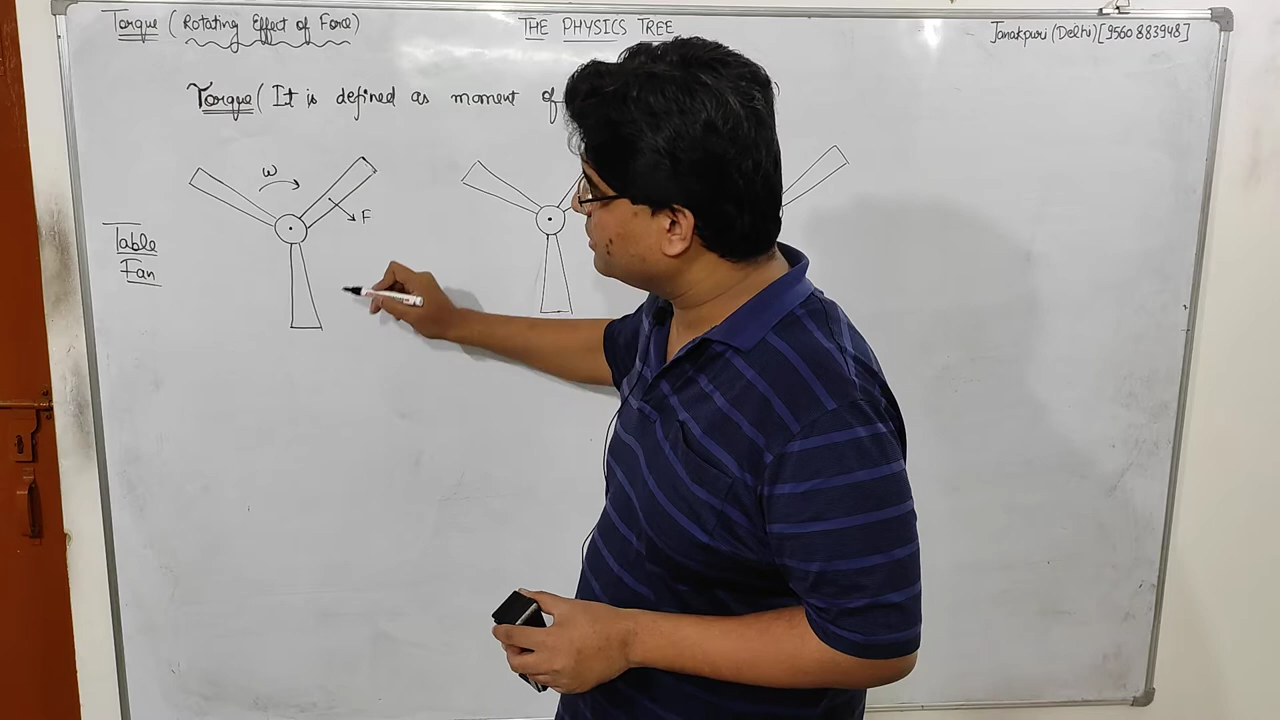 Torque (Rotating Effect of Force)
THE PHYSICS TREE
Janakpuri (Delhi) [9560 883948]
Torque (It is defined as moment of
ω
F
Table
Fan